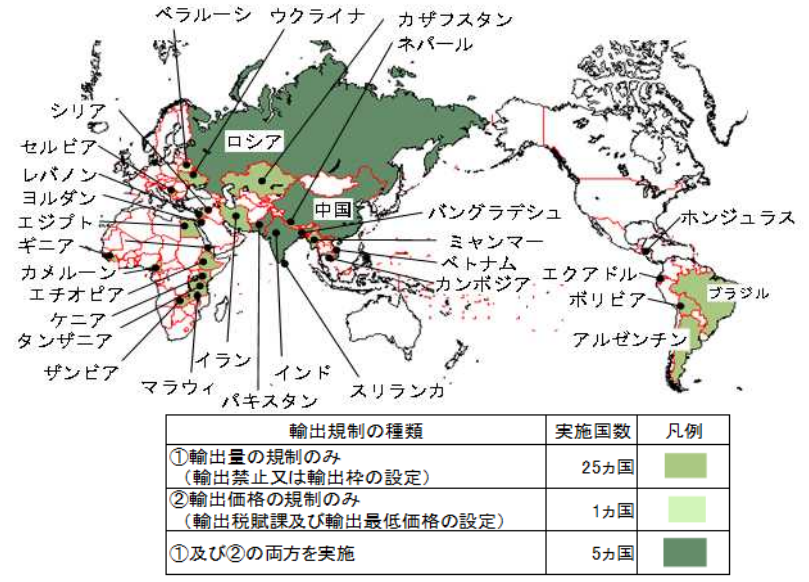 ベラルーシ ウクライナ カザフスタン
ネパール
シリア
ロシア
セルビア
レバノン
ヨルダン
中国
バングラデシュ
エジプト
ホンジュラス
ギニア
ミャンマー
カメルーン
ベトナム
エクアドル
カンボジア
エチオピア
ボリビア
ブラジル
ケニア
タンザニア
アルゼンチン
ザンビア
イラン
インド
マラウィ
スリランカ
パキスタン
輸出規制の種類 実施国数 凡例
①輸出量の規制のみ
（輸出禁止又は輸出枠の設定） 25ヵ国
②輸出価格の規制のみ
（輸出税賦課及び輸出最低価格の設定） 1ヵ国
①及び②の両方を実施 5ヵ国